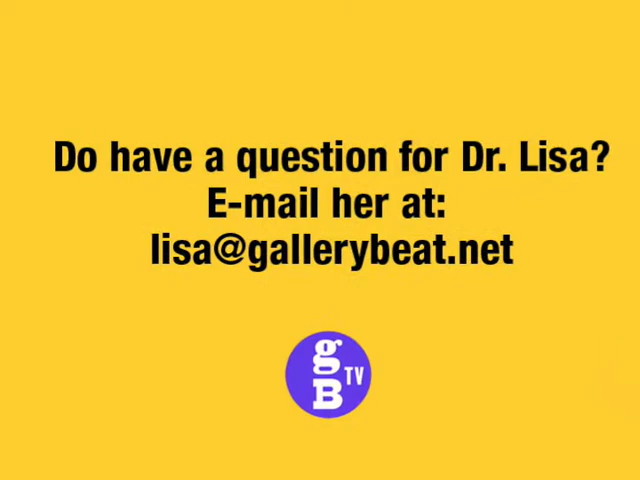 Do have a question for Dr. Lisa?
E-mail her at:
lisa@gallerybeat.net
g
B TV